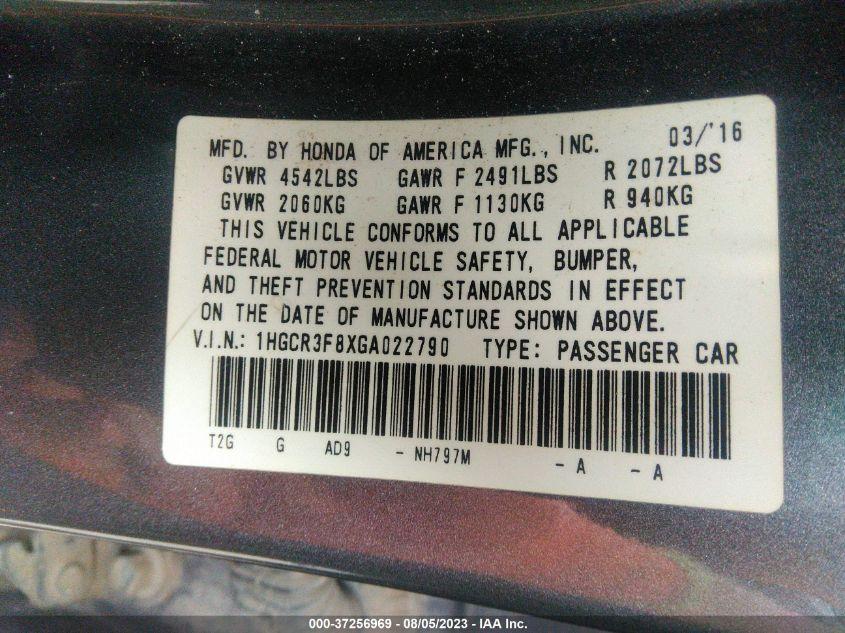 MFD. BY HONDA OF AMERICA MFG., INC. 03/'16
GVWR 4542LBS GAWR F 2491LBS R 2072LBS
GVWR 2060KG GAWR F 1130KG R 940KG
THIS VEHICLE CONFORMS TO ALL APPLICABLE
FEDERAL MOTOR VEHICLE SAFETY, BUMPER,
AND THEFT PREVENTION STANDARDS IN EFFECT
ON THE DATE OF MANUFACTURE SHOWN ABOVE.
V.I.N.: 1HGCR3F8XGA022790 TYPE: PASSENGER CAR
T2G G AD9 - NH797M - A - A
000-37256969 - 08/05/2023 - IAA Inc.